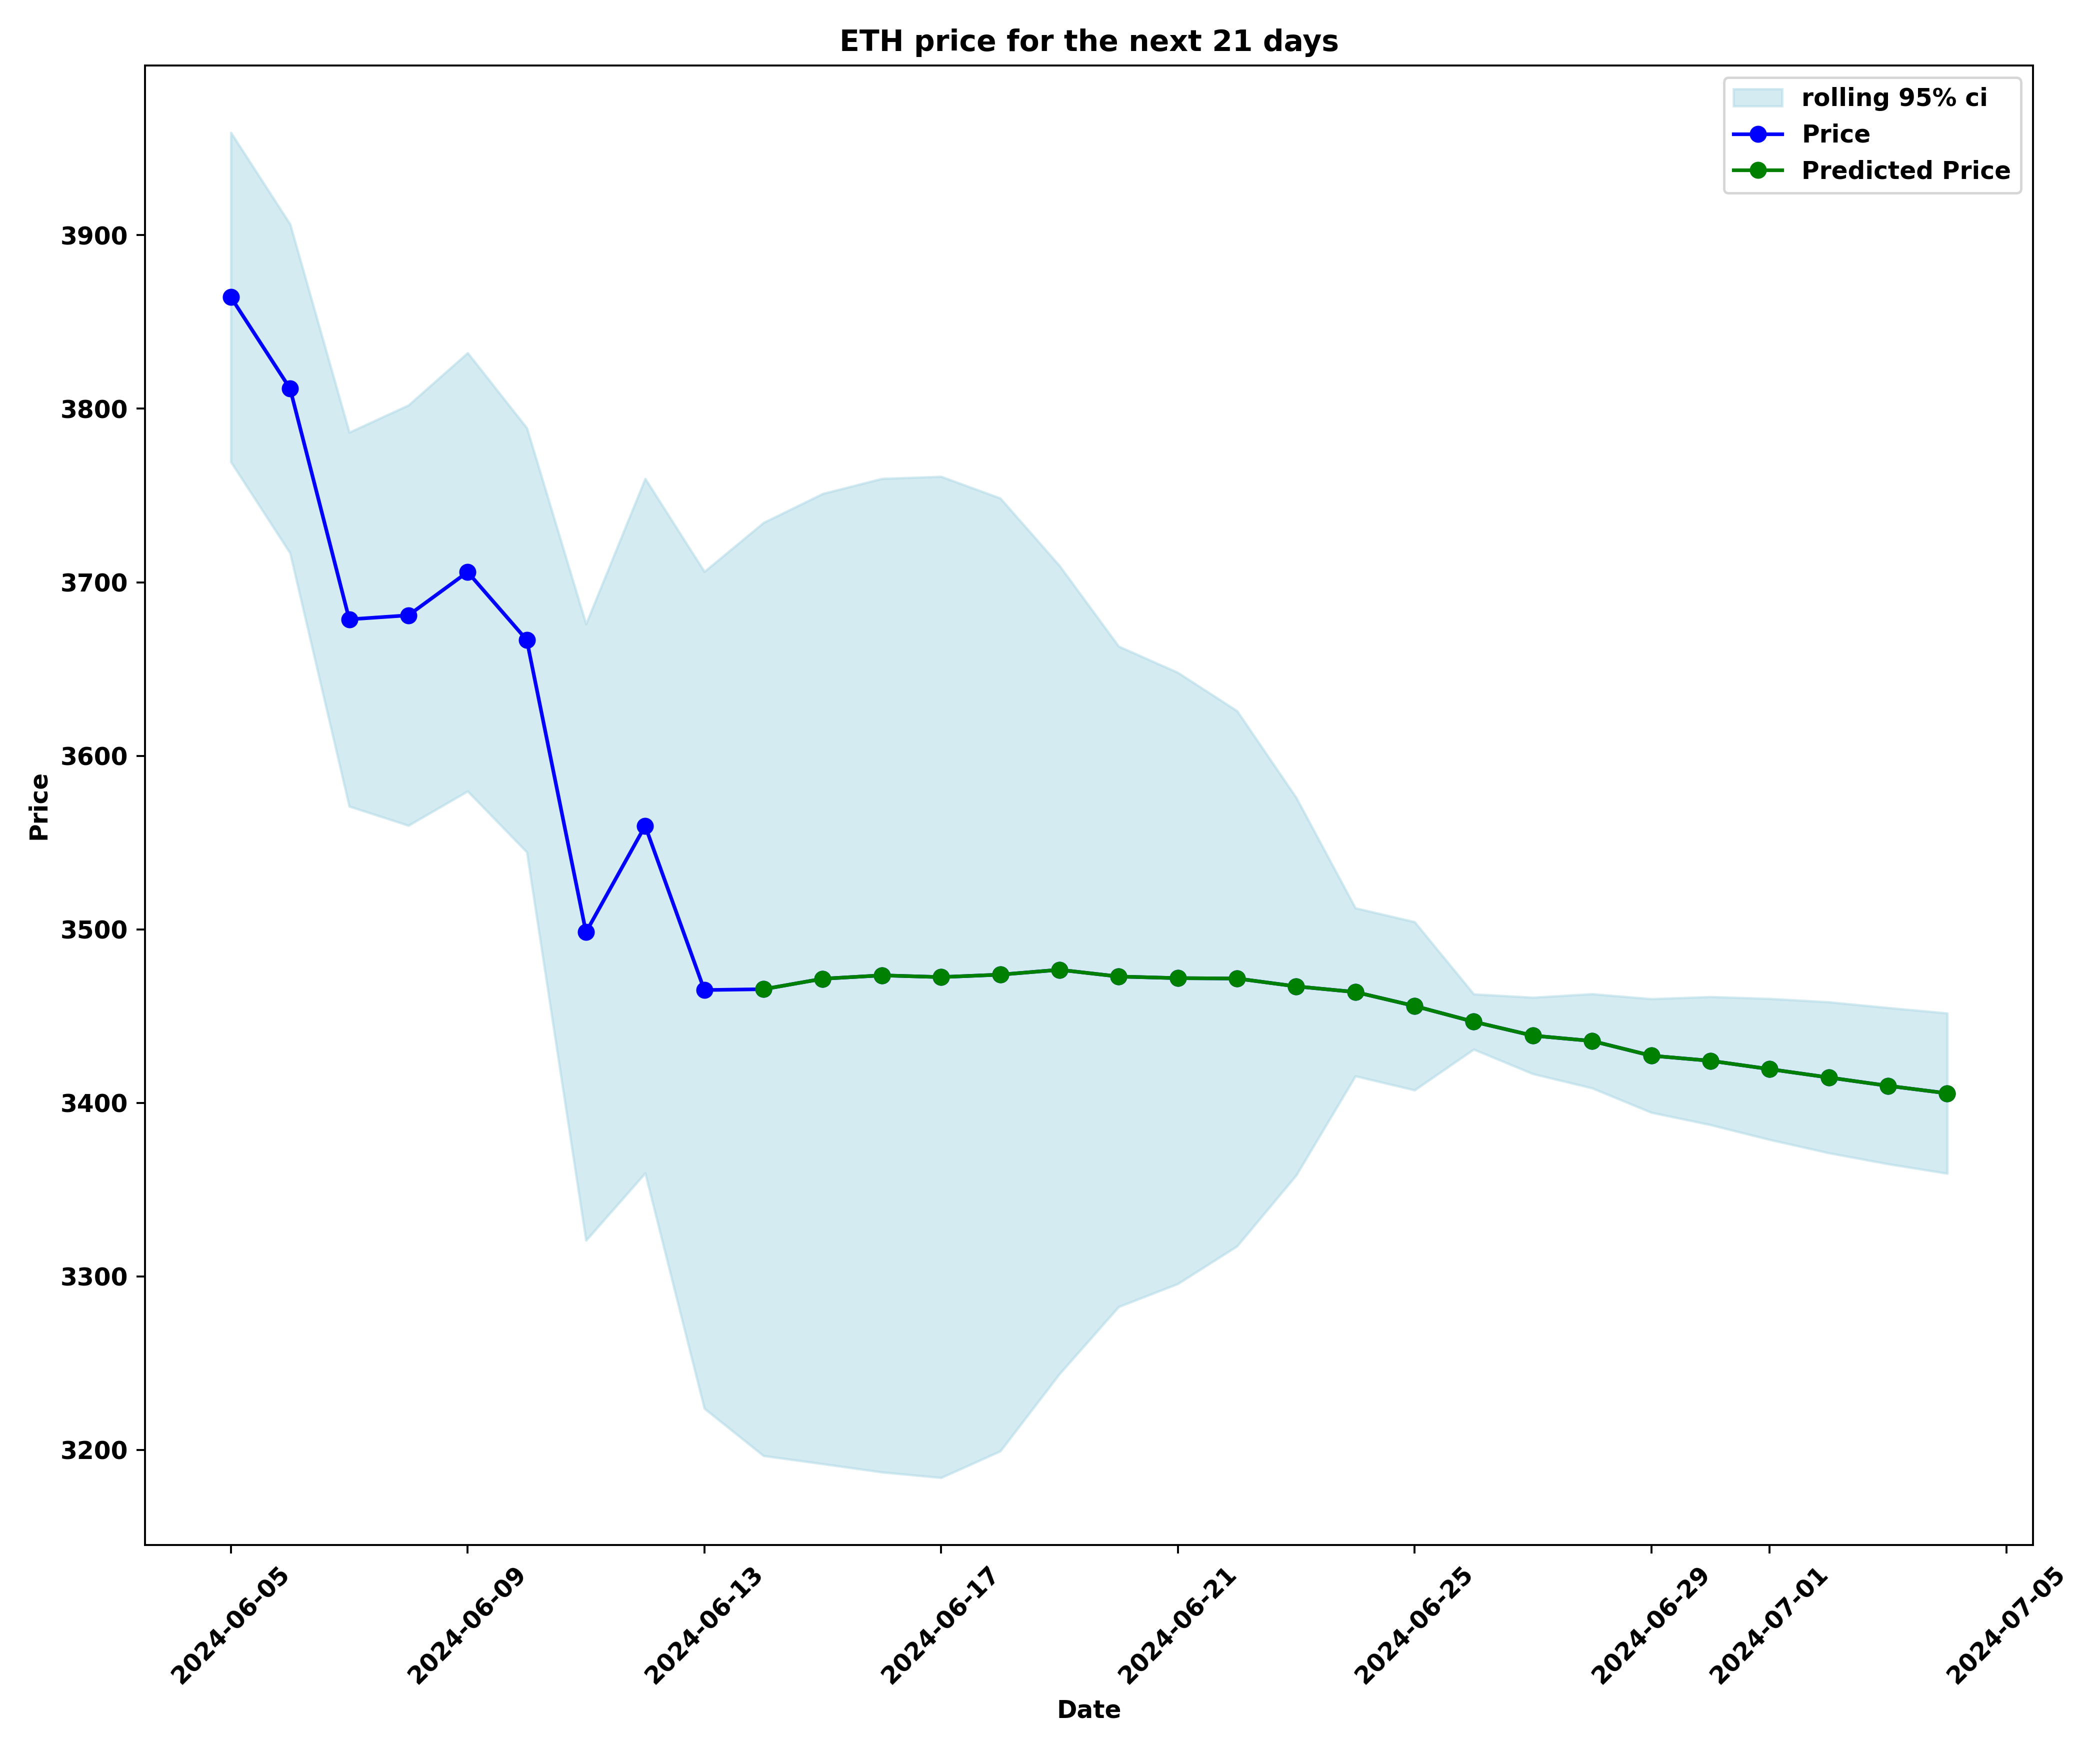 ETH price for the next 21 days
rolling 95% ci
Price
Predicted Price
Price
3900
3800
3700
3600
3500
3400
3300
3200
2024-06-05
2024-06-09
2024-06-13
2024-06-17
2024-06-21
2024-06-25
2024-06-29
2024-07-01
2024-07-05
Date